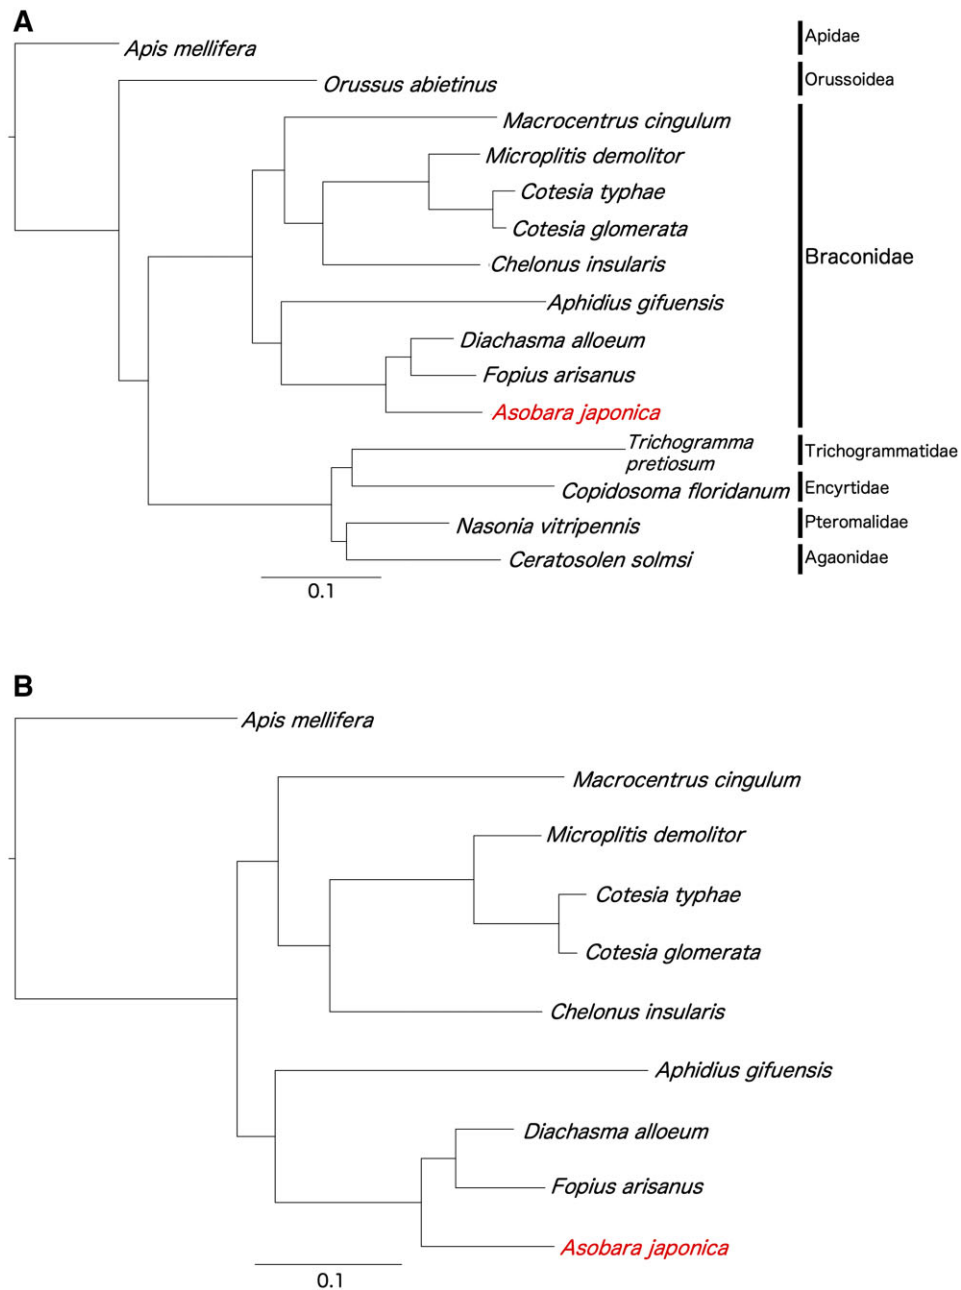 A
Apis mellifera
Apidae
Orussus abietinus
Orussoidea
Macrocentrus cingulum
Microplitis demolitor
Cotesia typhae
Cotesia glomerata
Braconidae
Chelonus insularis
Aphidius gifuensis
Diachasma alloeum
Fopius arisanus
Asobara japonica
Trichogramma
pretiosum
Trichogrammatidae
Copidosoma floridanum
Encyrtidae
Nasonia vitripennis
Pteromalidae
Ceratosolen solmsi
Agaonidae
0.1
B
Apis mellifera
Macrocentrus cingulum
Microplitis demolitor
Cotesia typhae
Cotesia glomerata
Chelonus insularis
Aphidius gifuensis
Diachasma alloeum
Fopius arisanus
Asobara japonica
0.1